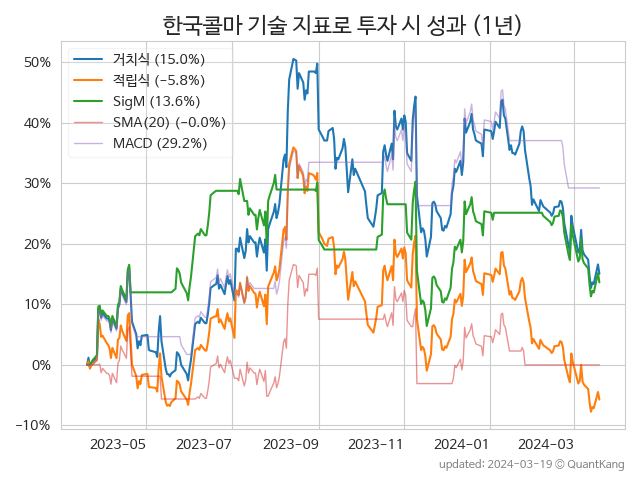 한국콜마 기술 지표로 투자 시 성과 (1년)
거치식 (15.0%)
적립식 (−5.8%)
SigM (13.6%)
SMA(20) (−0.0%)
MACD (29.2%)
50%
40%
30%
20%
10%
0%
−10%
2023-05
2023-07
2023-09
2023-11
2024-01
2024-03
updated: 2024-03-19 © QuantKang